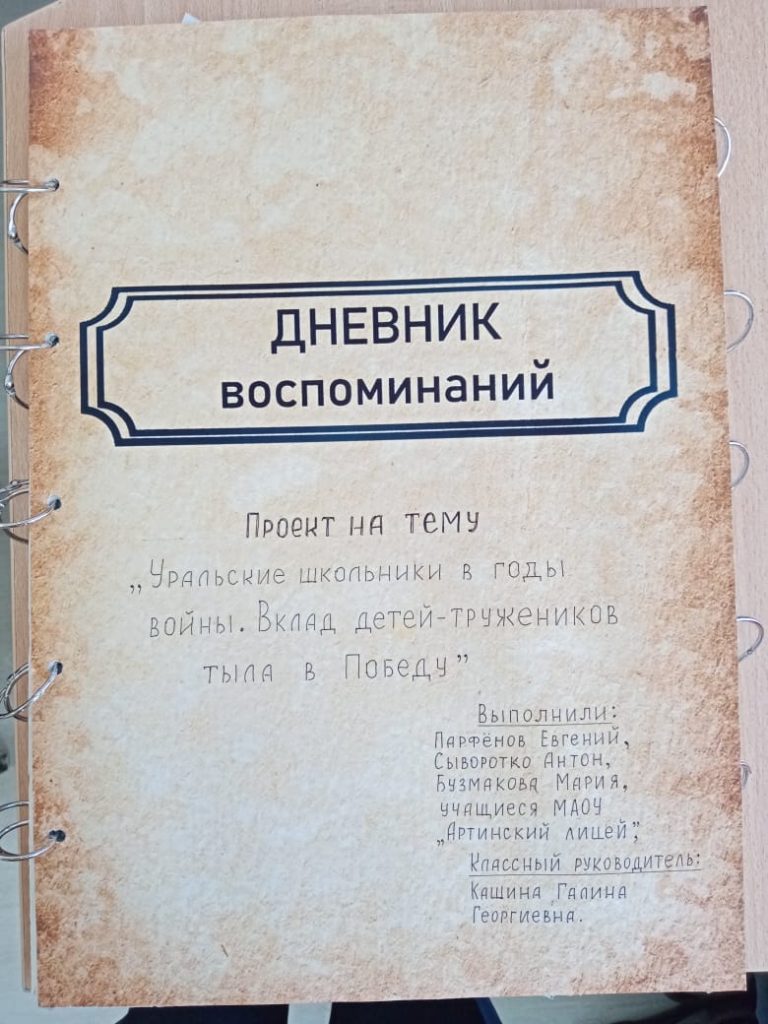 ДНЕВНИК
воспоминаний
Проект на тему
„Уральские школьники в годы
войны. Вклад детей-тружеников
тыла в Победу”
Выполнили:
Парфёнов Евгений,
Сыворотко Антон,
Бузмакова Мария,
учащиеся МАОУ
„Артинский лицей”,
Классный руководитель:
Кашина Галина
Георгиевна.